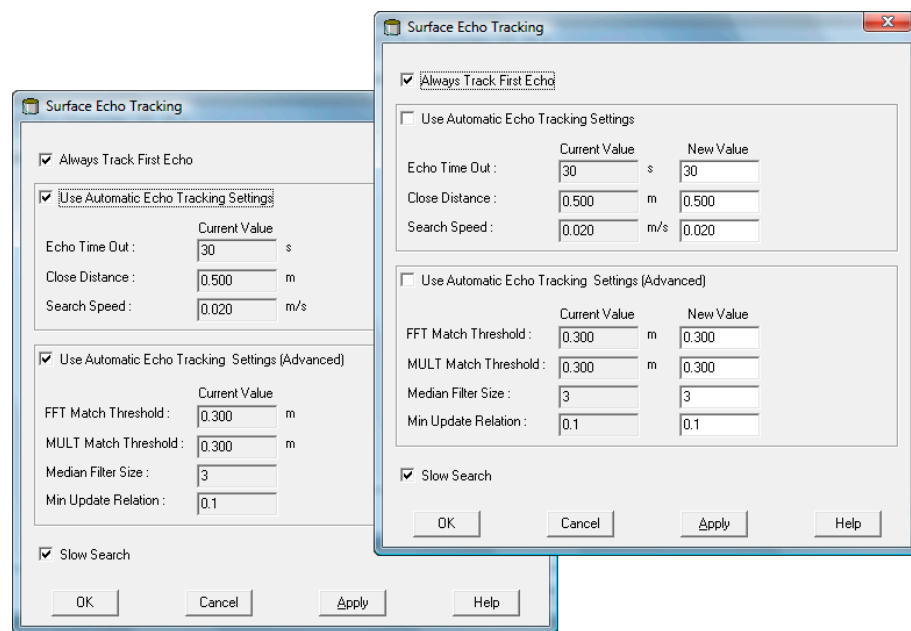 Surface Echo Tracking
Always Track First Echo
Use Automatic Echo Tracking Settings
Current Value
Echo Time Out : 30 s
Close Distance : 0.500 m
Search Speed : 0.020 m/s
Use Automatic Echo Tracking Settings (Advanced)
Current Value
FFT Match Threshold : 0.300 m
MULT Match Threshold : 0.300 m
Median Filter Size : 3
Min Update Relation : 0.1
Slow Search
OK Cancel Apply Help
Surface Echo Tracking
Always Track First Echo
Use Automatic Echo Tracking Settings
Current Value New Value
Echo Time Out : 30 s 30
Close Distance : 0.500 m 0.500
Search Speed : 0.020 m/s 0.020
Use Automatic Echo Tracking Settings (Advanced)
Current Value New Value
FFT Match Threshold : 0.300 m 0.300
MULT Match Threshold : 0.300 m 0.300
Median Filter Size : 3 3
Min Update Relation : 0.1 0.1
Slow Search
OK Cancel Apply Help